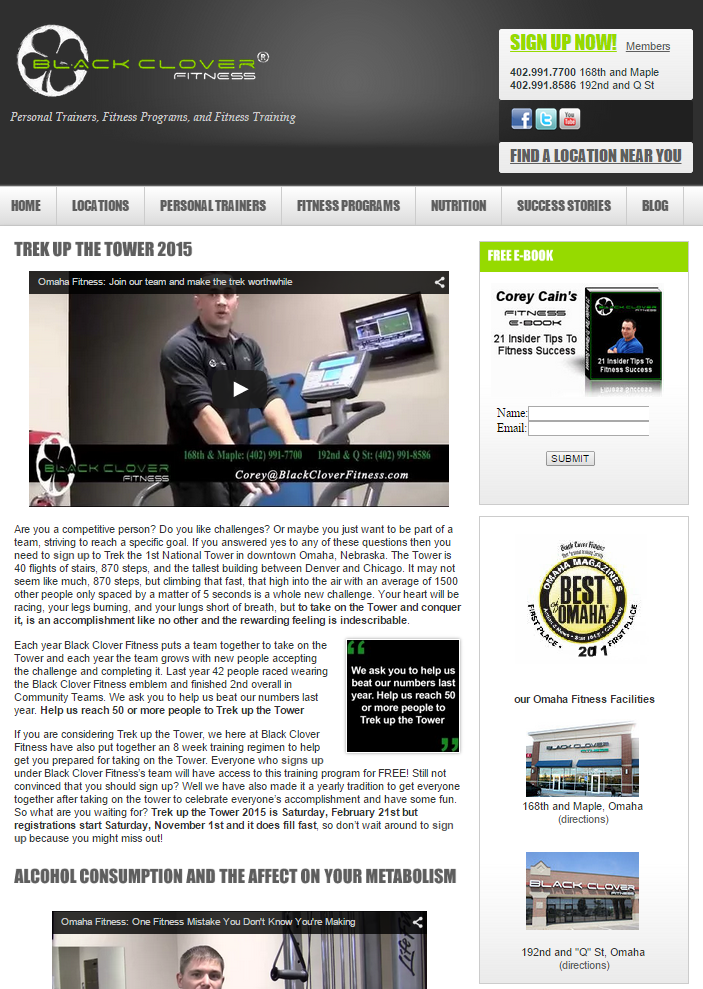 BLACK CLOVER®
FITNESS
Personal Trainers, Fitness Programs, and Fitness Training
SIGN UP NOW! Members
402.991.7700 168th and Maple
402.991.8586 192nd and Q St
You
Tube
FIND A LOCATION NEAR YOU
HOME LOCATIONS PERSONAL TRAINERS FITNESS PROGRAMS NUTRITION SUCCESS STORIES BLOG
TREK UP THE TOWER 2015
Omaha Fitness: Join our team and make the trek worthwhile
168th & Maple: (402) 991-7700 192nd & Q St: (402) 991-8586
BLACK CLOVER
FITNESS
Corey@BlackCloverFitness.com
Are you a competitive person? Do you like challenges? Or maybe you just want to be part of a
team, striving to reach a specific goal. If you answered yes to any of these questions then you
need to sign up to Trek the 1st National Tower in downtown Omaha, Nebraska. The Tower is
40 flights of stairs, 870 steps, and the tallest building between Denver and Chicago. It may not
seem like much, 870 steps, but climbing that fast, that high into the air with an average of 1500
other people only spaced by a matter of 5 seconds is a whole new challenge. Your heart will be
racing, your legs burning, and your lungs short of breath, but to take on the Tower and conquer
it, is an accomplishment like no other and the rewarding feeling is indescribable.
Each year Black Clover Fitness puts a team together to take on the
Tower and each year the team grows with new people accepting
the challenge and completing it. Last year 42 people raced wearing
the Black Clover Fitness emblem and finished 2nd overall in
Community Teams. We ask you to help us beat our numbers last
year. Help us reach 50 or more people to Trek up the Tower
“
We ask you to help us
beat our numbers last
year. Help us reach 50
or more people to
Trek up the Tower
”
If you are considering Trek up the Tower, we here at Black Clover
Fitness have also put together an 8 week training regimen to help
get you prepared for taking on the Tower. Everyone who signs up
under Black Clover Fitness's team will have access to this training program for FREE! Still not
convinced that you should sign up? Well we have also made it a yearly tradition to get everyone
together after taking on the tower to celebrate everyone's accomplishment and have some fun.
So what are you waiting for? Trek up the Tower 2015 is Saturday, February 21st but
registrations start Saturday, November 1st and it does fill fast, so don't wait around to sign
up because you might miss out!
ALCOHOL CONSUMPTION AND THE AFFECT ON YOUR METABOLISM
Omaha Fitness: One Fitness Mistake You Don't Know You're Making
Life Fit
FREE E-BOOK
Corey Cain's
FITNESS
E-BOOK
21 Insider Tips To
Fitness Success
BLACK CLOVER
FITNESS
21 Insider Tips To
Fitness Success
Name:
Email:
SUBMIT
Black Clover Fitness
OMAHA MAGAZINE'S
BEST
of
OMAHA
FIRST PLACE
2011
FIRST PLACE
our Omaha Fitness Facilities
BLACK CLOVER
FITNESS
168th and Maple, Omaha
(directions)
BLACK CLOVER
FITNESS
192nd and "Q" St, Omaha
(directions)